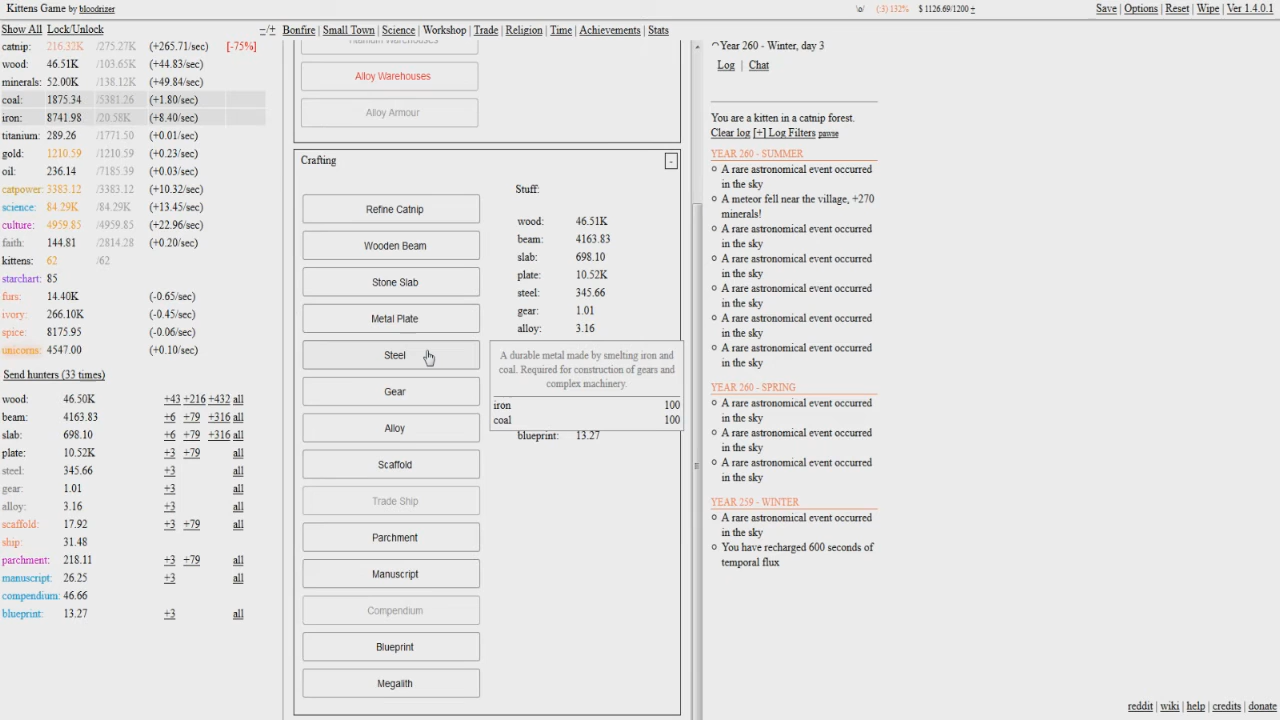 Kittens Game by bloodrizer
\o/ (:3) 132% $ 1126.69/1200 +
Save | Options | Reset | Wipe | Ver 1.4.0.1
Show All Lock/Unlock −/+
Bonfire | Small Town | Science | Workshop | Trade | Religion | Time | Achievements | Stats
catnip: 216.32K /275.27K (+265.71/sec) [-75%]
wood: 46.51K /103.65K (+44.83/sec)
minerals: 52.00K /138.12K (+49.84/sec)
coal: 1875.34 /5381.26 (+1.80/sec)
iron: 8741.98 /20.58K (+8.40/sec)
titanium: 289.26 /1771.50 (+0.01/sec)
gold: 1210.59 /1210.59 (+0.23/sec)
oil: 236.14 /7185.39 (+0.03/sec)
catpower: 3383.12 /3383.12 (+10.32/sec)
science: 84.29K /84.29K (+13.45/sec)
culture: 4959.85 /4959.85 (+22.96/sec)
faith: 144.81 /2814.28 (+0.20/sec)
kittens: 62 /62
starchart: 85
furs: 14.40K (-0.65/sec)
ivory: 266.10K (-0.45/sec)
spice: 8175.95 (-0.06/sec)
unicorns: 4547.00 (+0.10/sec)
Send hunters (33 times)
wood: 46.50K +43 +216 +432 all
beam: 4163.83 +6 +79 +316 all
slab: 698.10 +6 +79 +316 all
plate: 10.52K +3 +79 all
steel: 345.66 +3 all
gear: 1.01 +3 all
alloy: 3.16 +3 all
scaffold: 17.92 +3 +79 all
ship: 31.48
parchment: 218.11 +3 +79 all
manuscript: 26.25 +3 all
compendium: 46.66
blueprint: 13.27 +3 all
Titanium Warehouses
Alloy Warehouses
Alloy Armour
Crafting
-
Refine Catnip
Wooden Beam
Stone Slab
Metal Plate
Steel
Gear
Alloy
Scaffold
Trade Ship
Parchment
Manuscript
Compendium
Blueprint
Megalith
Stuff:
wood: 46.51K
beam: 4163.83
slab: 698.10
plate: 10.52K
steel: 345.66
gear: 1.01
alloy: 3.16
A durable metal made by smelting iron and
coal. Required for construction of gears and
complex machinery.
iron 100
coal 100
blueprint: 13.27
Year 260 - Winter, day 3
Log | Chat
You are a kitten in a catnip forest.
Clear log [+] Log Filters pawse
YEAR 260 - SUMMER
A rare astronomical event occurred
in the sky
A meteor fell near the village, +270
minerals!
A rare astronomical event occurred
in the sky
A rare astronomical event occurred
in the sky
A rare astronomical event occurred
in the sky
A rare astronomical event occurred
in the sky
A rare astronomical event occurred
in the sky
YEAR 260 - SPRING
A rare astronomical event occurred
in the sky
A rare astronomical event occurred
in the sky
A rare astronomical event occurred
in the sky
YEAR 259 - WINTER
A rare astronomical event occurred
in the sky
You have recharged 600 seconds of
temporal flux
reddit | wiki | help | credits | donate